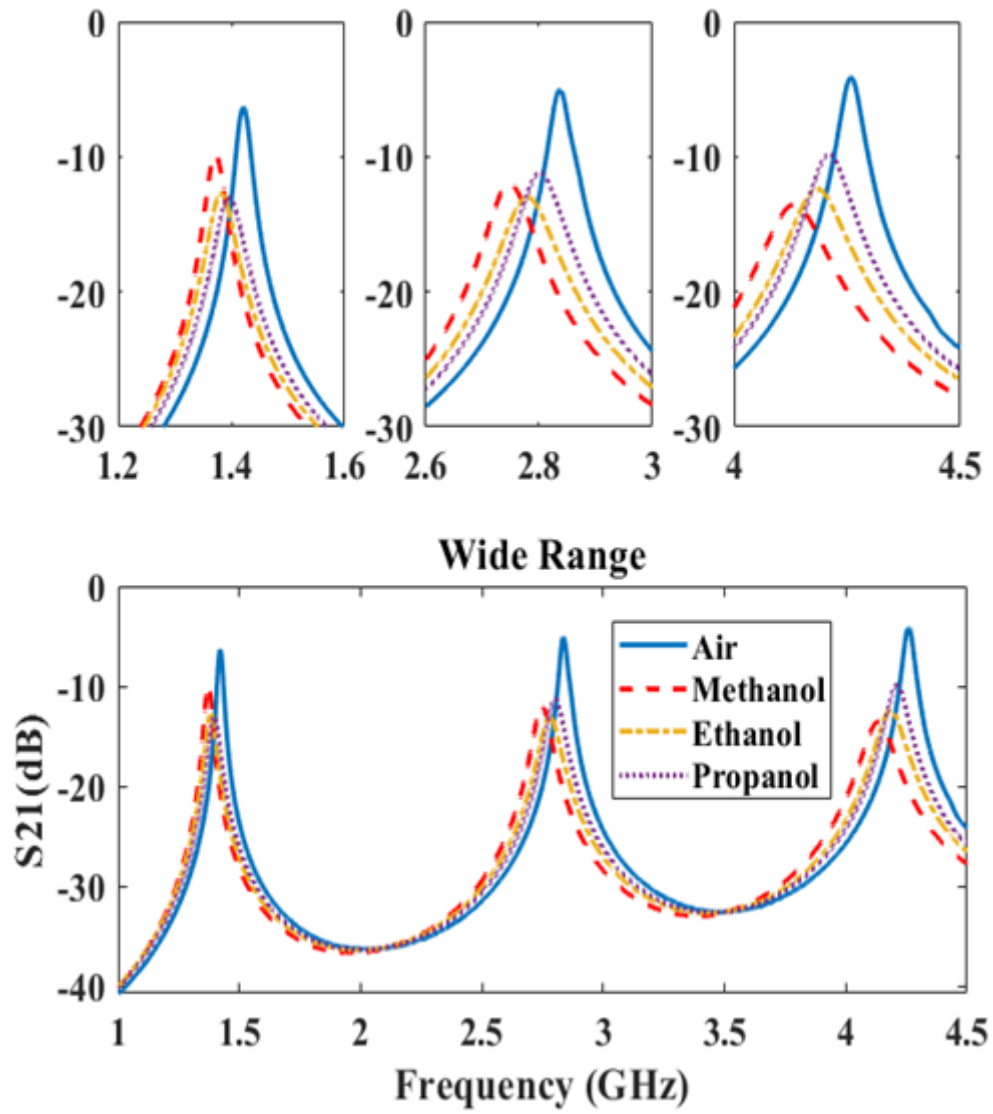 0 0 0
-10 -10 -10
-20 -20 -20
-30 -30 -30
1.2 1.4 1.6 2.6 2.8 3 4 4.5
Wide Range
0
-10
-20
-30
-40
S21(dB)
Air
Methanol
Ethanol
Propanol
1 1.5 2 2.5 3 3.5 4 4.5
Frequency (GHz)